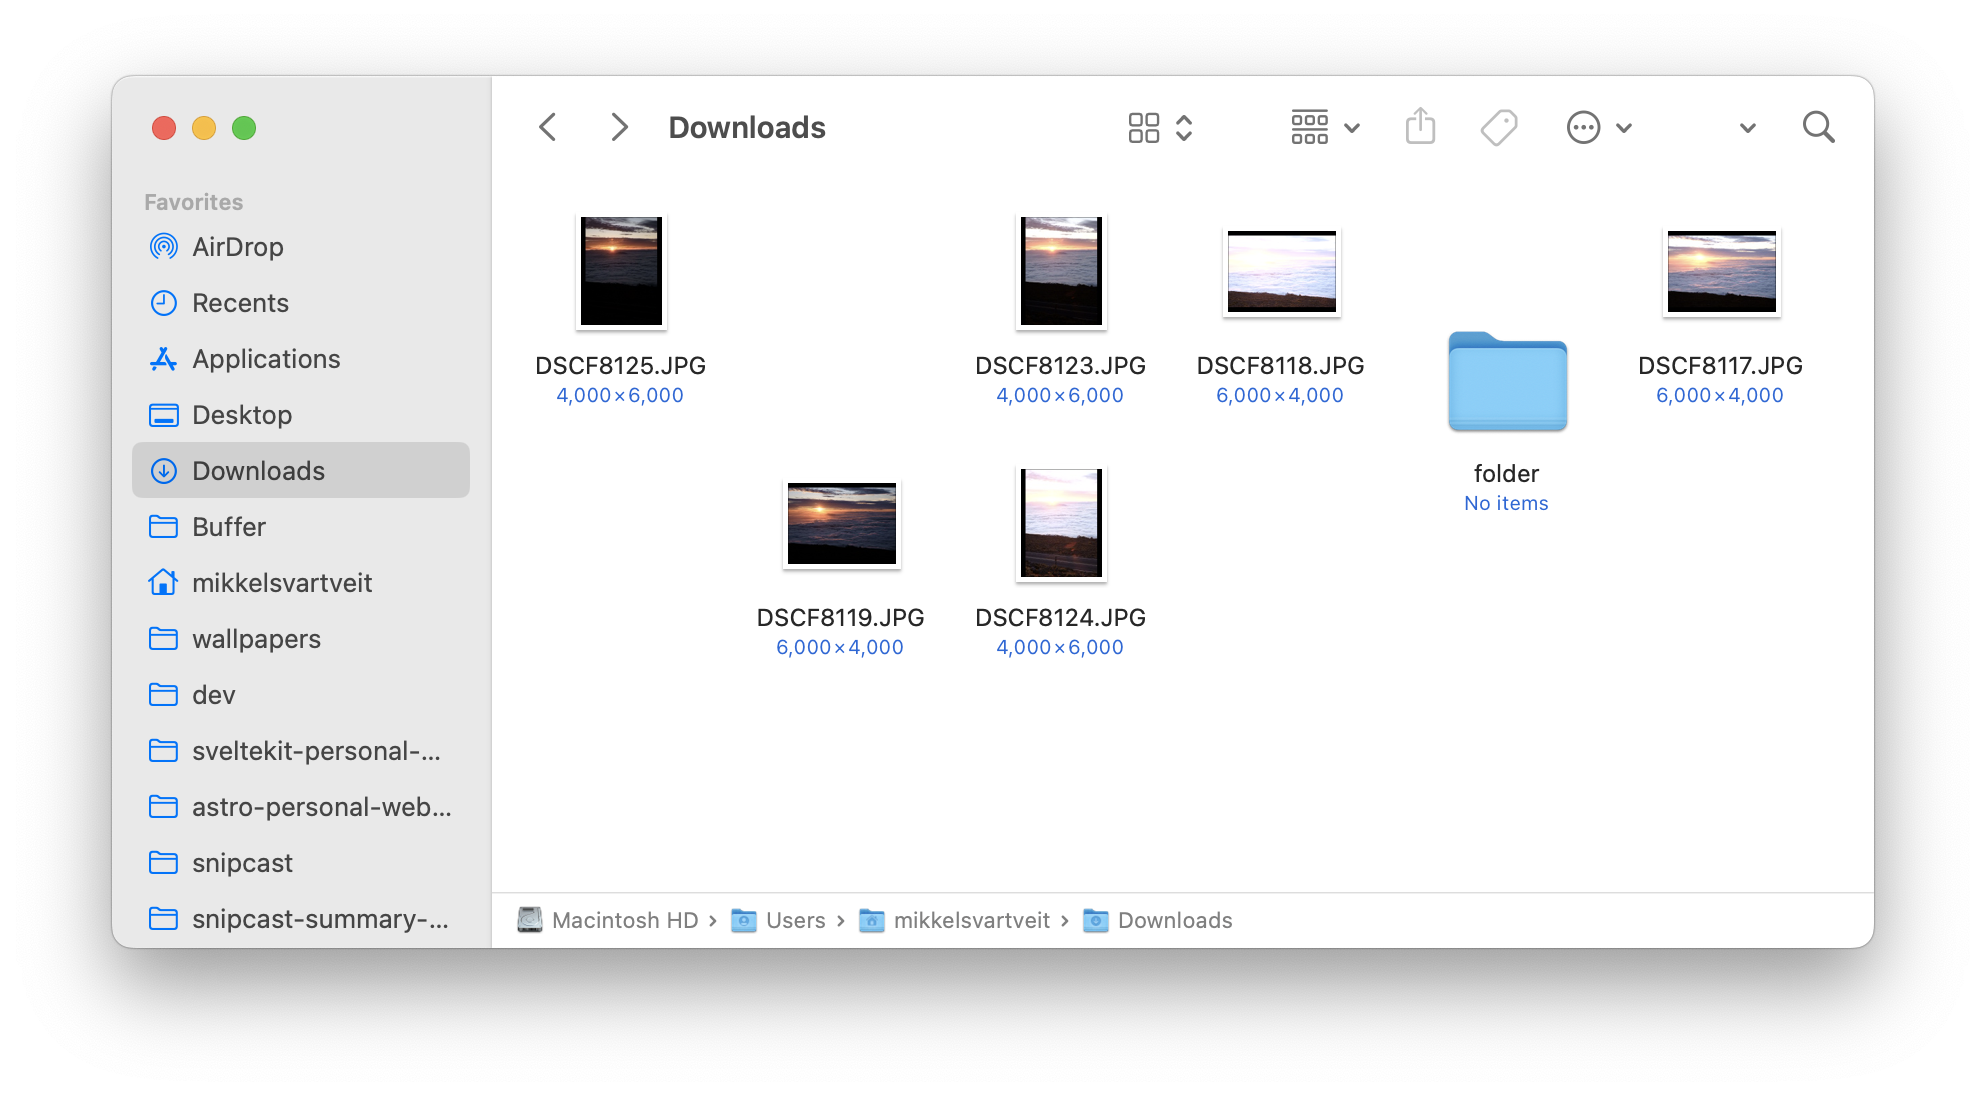 Downloads
Favorites
AirDrop
Recents
Applications
Desktop
Downloads
Buffer
mikkelsvartveit
wallpapers
dev
sveltekit-personal-...
astro-personal-web...
snipcast
snipcast-summary-...
DSCF8125.JPG
4,000×6,000
DSCF8123.JPG
4,000×6,000
DSCF8118.JPG
6,000×4,000
folder
No items
DSCF8117.JPG
6,000×4,000
DSCF8119.JPG
6,000×4,000
DSCF8124.JPG
4,000×6,000
Macintosh HD › Users › mikkelsvartveit › Downloads